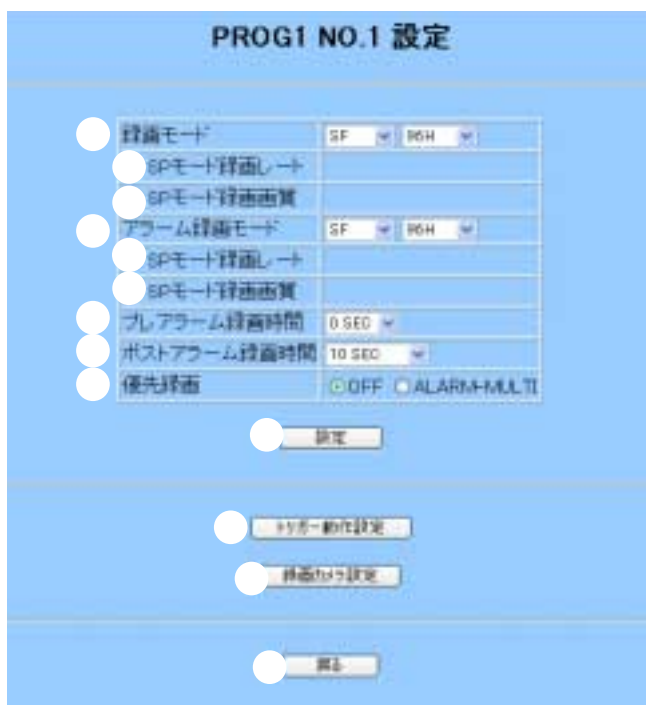 PROG1 NO.1 設定
録画モード SF 96H
SPモード録画レート
SPモード録画画質
アラーム録画モード SF 96H
SPモード録画レート
SPモード録画画質
プレアラーム録画時間 0 SEC
ポストアラーム録画時間 10 SEC
優先録画 OFF ALARM+MULTI
設定
トリガー動作設定
録画カメラ設定
戻る